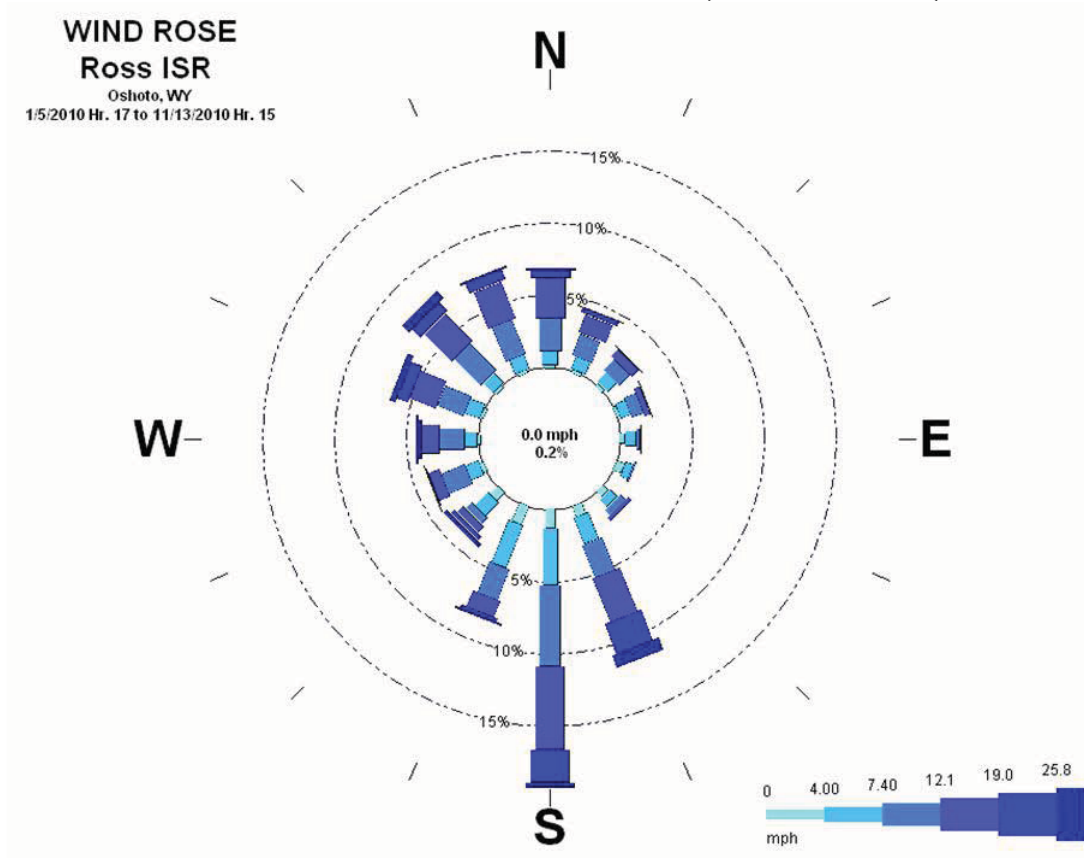 WIND ROSE
Ross ISR
Oshoto, WY
1/5/2010 Hr. 17 to 11/13/2010 Hr. 15
N
15%
10%
5%
W
0.0 mph
0.2%
E
5%
10%
15%
S
0 4.00 7.40 12.1 19.0 25.8
mph